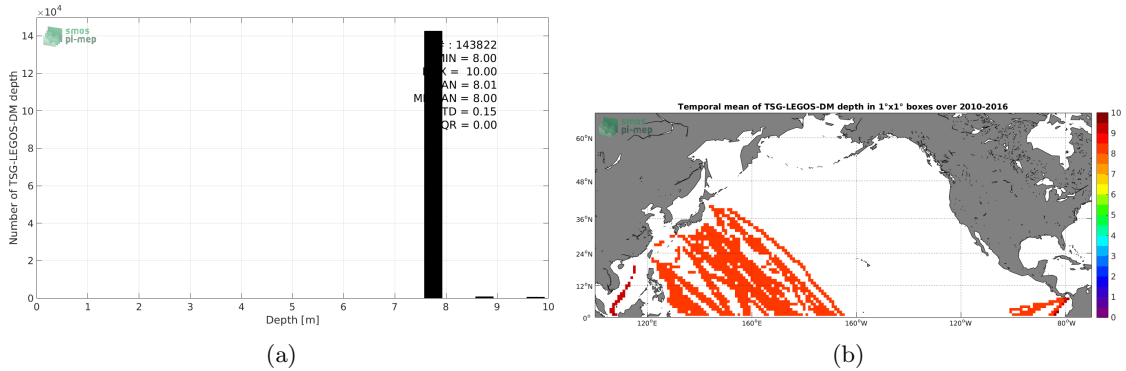 ×10⁴
smos
pi-mep
# : 143822
MIN = 8.00
= 10.00
= 8.01
= 8.00
TD = 0.15
QR = 0.00
14
12
10
8
6
4
2
0
Number of TSG-LEGOS-DM depth
0 1 2 3 4 5 6 7 8 9 10
Depth [m]
(a)
Temporal mean of TSG-LEGOS-DM depth in 1°x1° boxes over 2010-2016
smos
pi-mep
60°N
48°N
36°N
24°N
12°N
0°
120°E 160°E 160°W 120°W 80°W
10
9
8
7
6
5
4
3
2
1
0
(b)